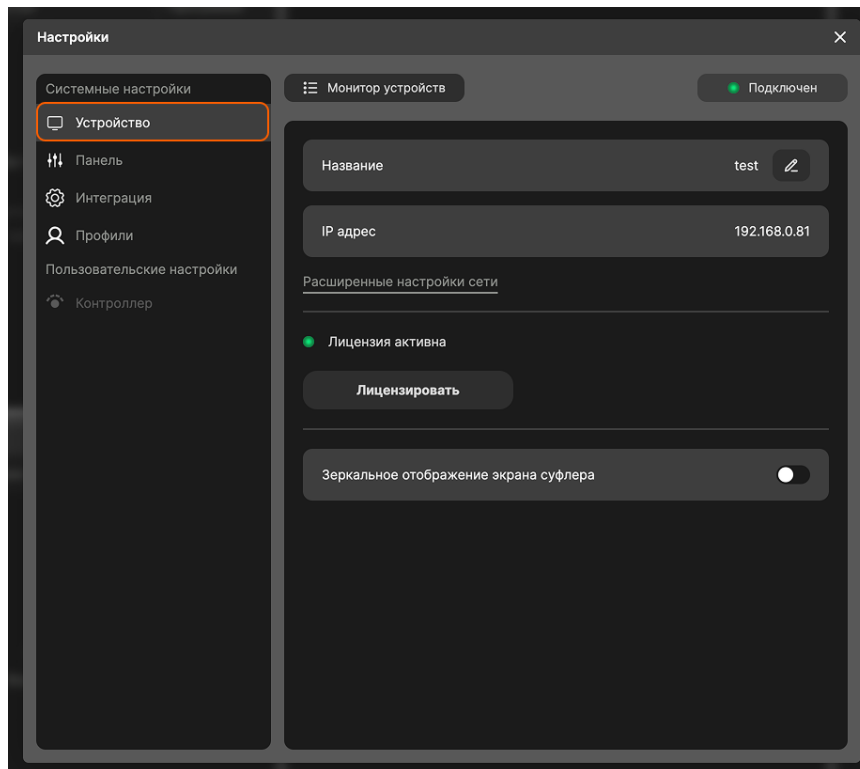 Настройки
Системные настройки
Устройство
Панель
Интеграция
Профили
Пользовательские настройки
Контроллер
Монитор устройств
Подключен
Название
test
IP адрес
192.168.0.81
Расширенные настройки сети
Лицензия активна
Лицензировать
Зеркальное отображение экрана суфлера